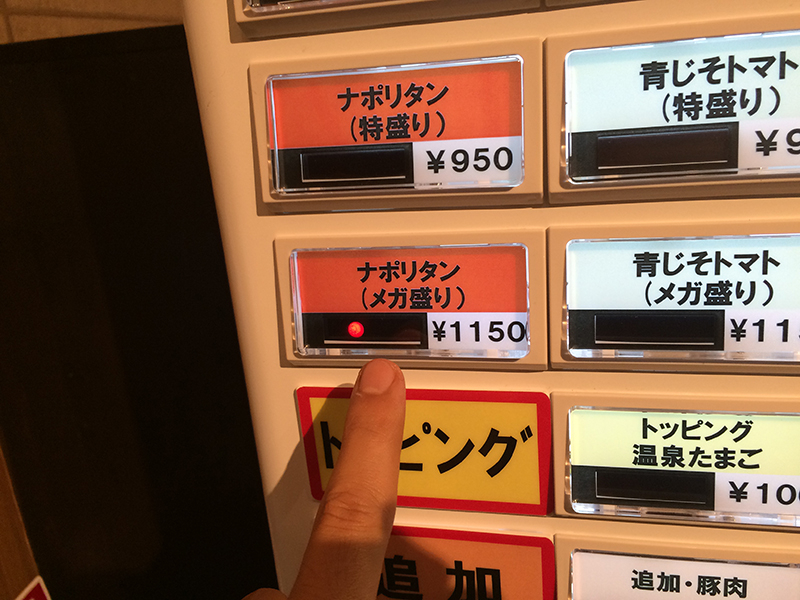 ナポリタン
(特盛り)
¥950
青じそトマト
(特盛り)
¥9
ナポリタン
(メガ盛り)
¥1150
青じそトマト
(メガ盛り)
¥11
トッピング
トッピング
温泉たまご
¥10
追加
追加・豚肉